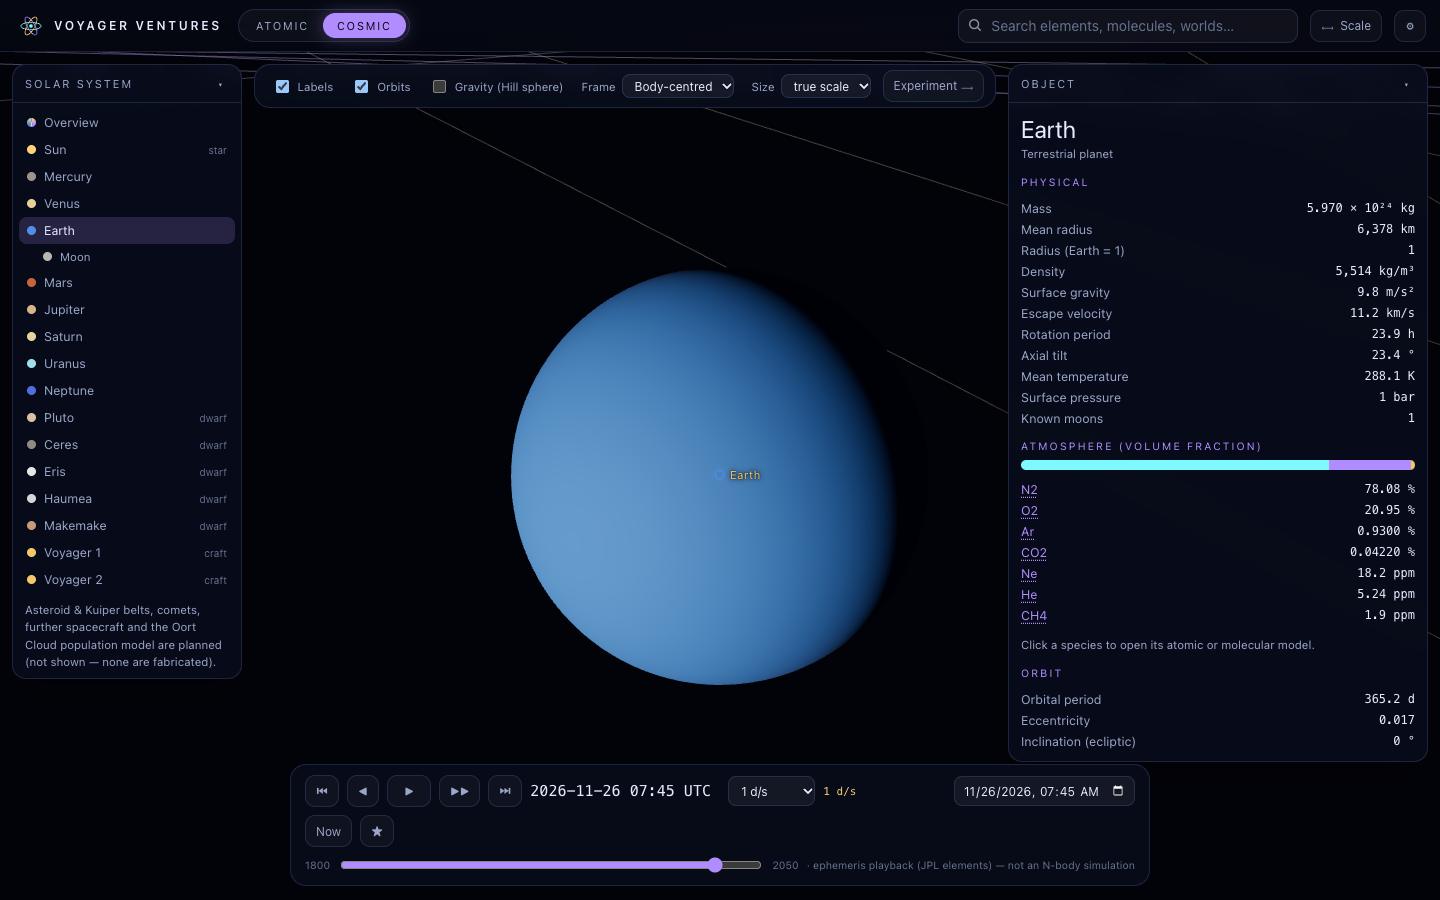 VOYAGER VENTURES
ATOMIC
COSMIC
Search elements, molecules, worlds...
Scale
SOLAR SYSTEM
Overview
Sun star
Mercury
Venus
Earth
Moon
Mars
Jupiter
Saturn
Uranus
Neptune
Pluto dwarf
Ceres dwarf
Eris dwarf
Haumea dwarf
Makemake dwarf
Voyager 1 craft
Voyager 2 craft
Asteroid & Kuiper belts, comets,
further spacecraft and the Oort
Cloud population model are planned
(not shown — none are fabricated).
Labels
Orbits
Gravity (Hill sphere)
Frame Body-centred
Size true scale
Experiment
Earth
OBJECT
Earth
Terrestrial planet
PHYSICAL
Mass 5.970 × 10²⁴ kg
Mean radius 6,378 km
Radius (Earth = 1) 1
Density 5,514 kg/m³
Surface gravity 9.8 m/s²
Escape velocity 11.2 km/s
Rotation period 23.9 h
Axial tilt 23.4 °
Mean temperature 288.1 K
Surface pressure 1 bar
Known moons 1
ATMOSPHERE (VOLUME FRACTION)
N2 78.08 %
O2 20.95 %
Ar 0.9300 %
CO2 0.04220 %
Ne 18.2 ppm
He 5.24 ppm
CH4 1.9 ppm
Click a species to open its atomic or molecular model.
ORBIT
Orbital period 365.2 d
Eccentricity 0.017
Inclination (ecliptic) 0 °
2026-11-26 07:45 UTC
1 d/s
1 d/s
11/26/2026, 07:45 AM
Now
1800
2050 · ephemeris playback (JPL elements) — not an N-body simulation